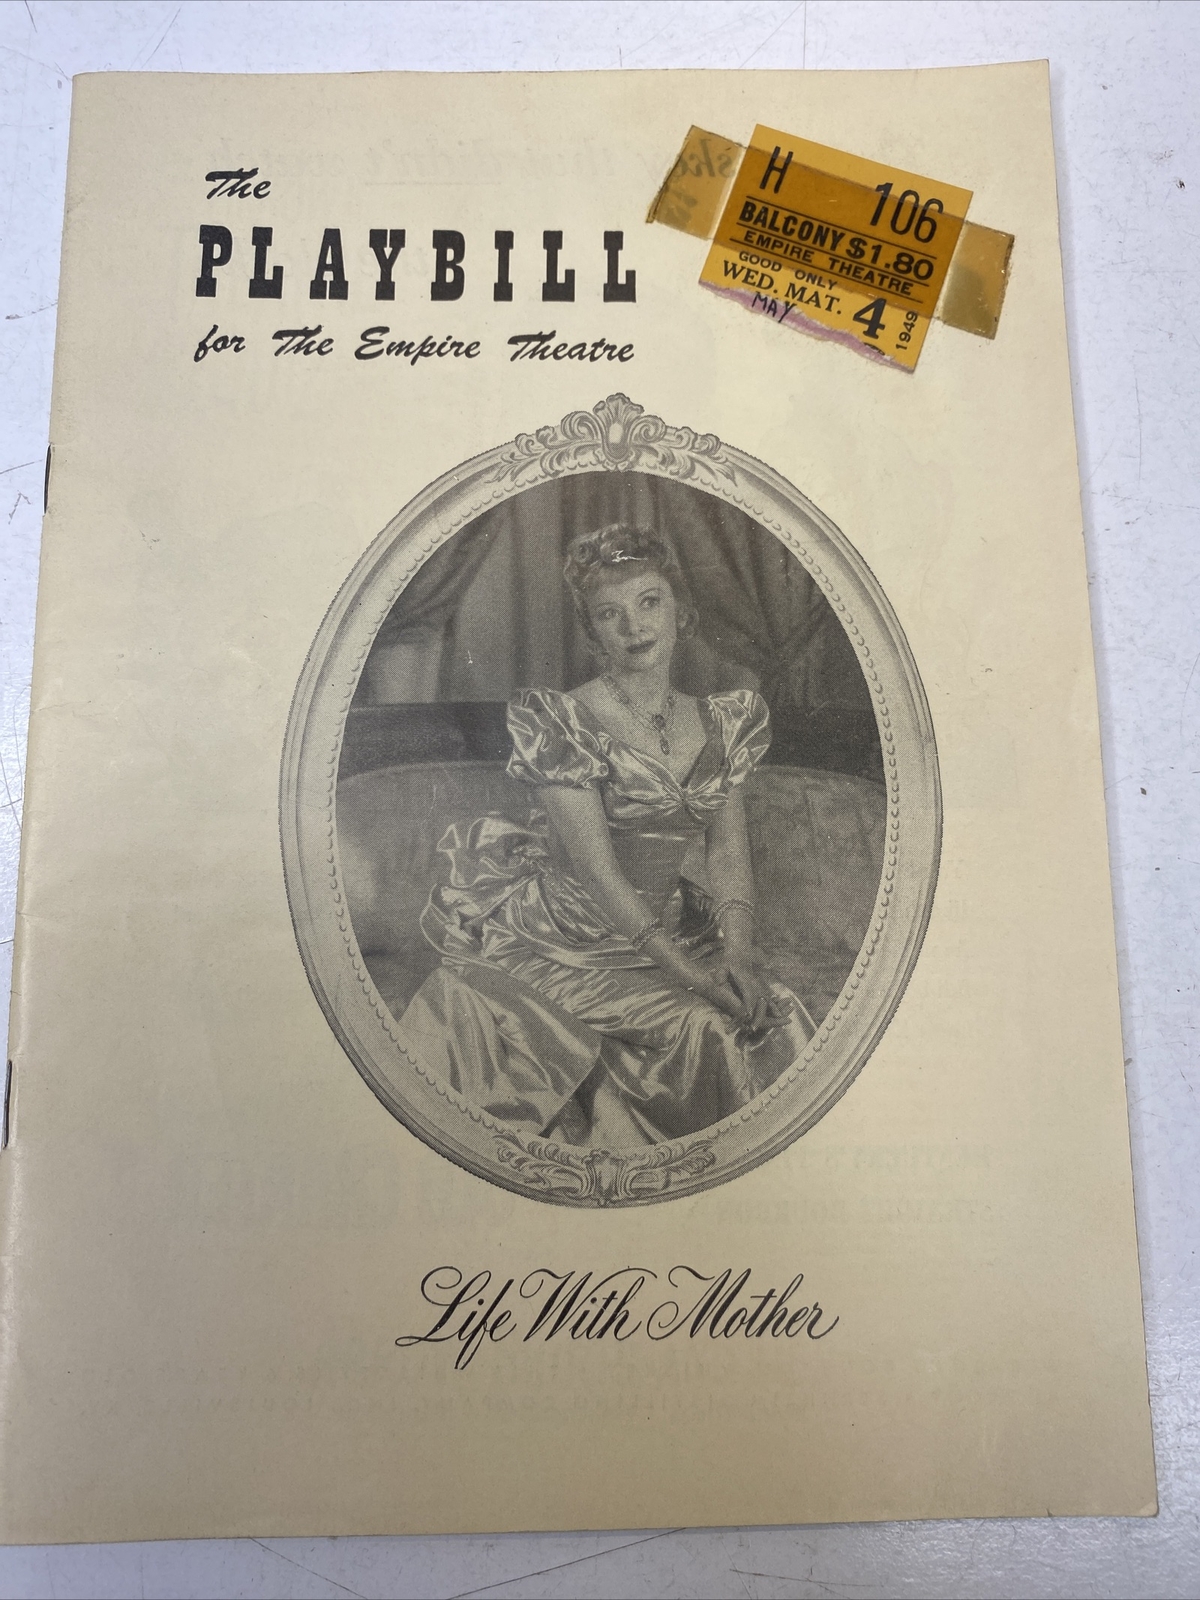 The
PLAYBILL
for The Empire Theatre
H 106
BALCONY $1.80
EMPIRE THEATRE
GOOD ONLY
WED. MAT. 4
MAY
1949
Life With Mother